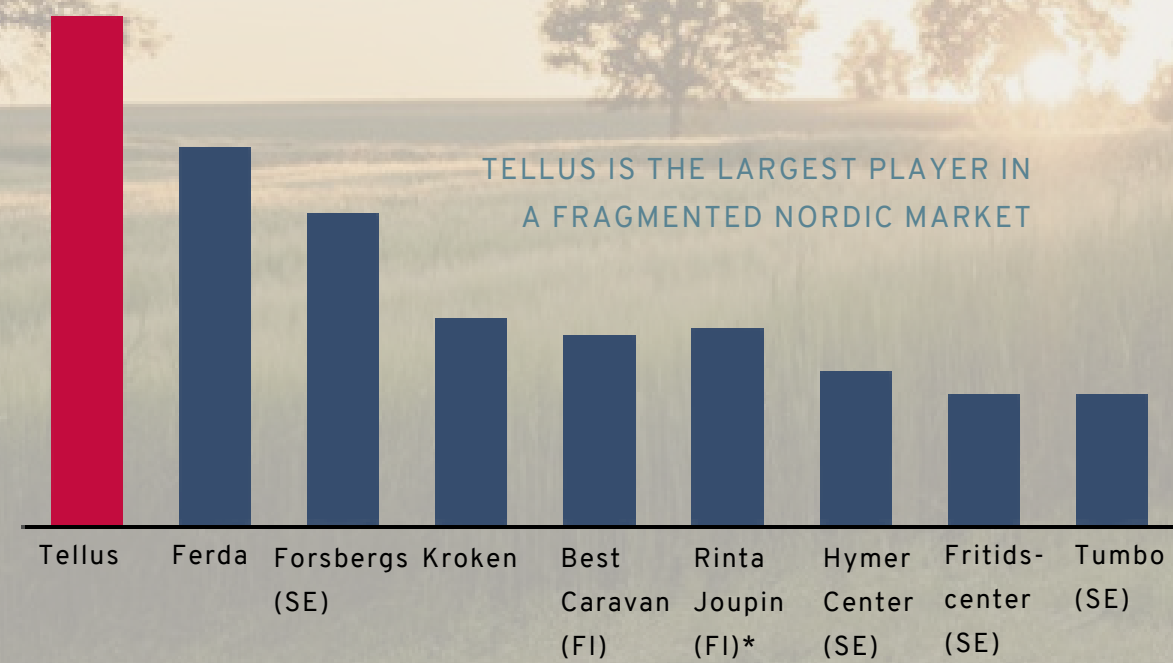 TELLUS IS THE LARGEST PLAYER IN
A FRAGMENTED NORDIC MARKET
Tellus
Ferda
Forsbergs
(SE)
Kroken
Best
Caravan
(FI)
Rinta
Joupin
(FI)*
Hymer
Center
(SE)
Fritids-
center
(SE)
Tumbo
(SE)